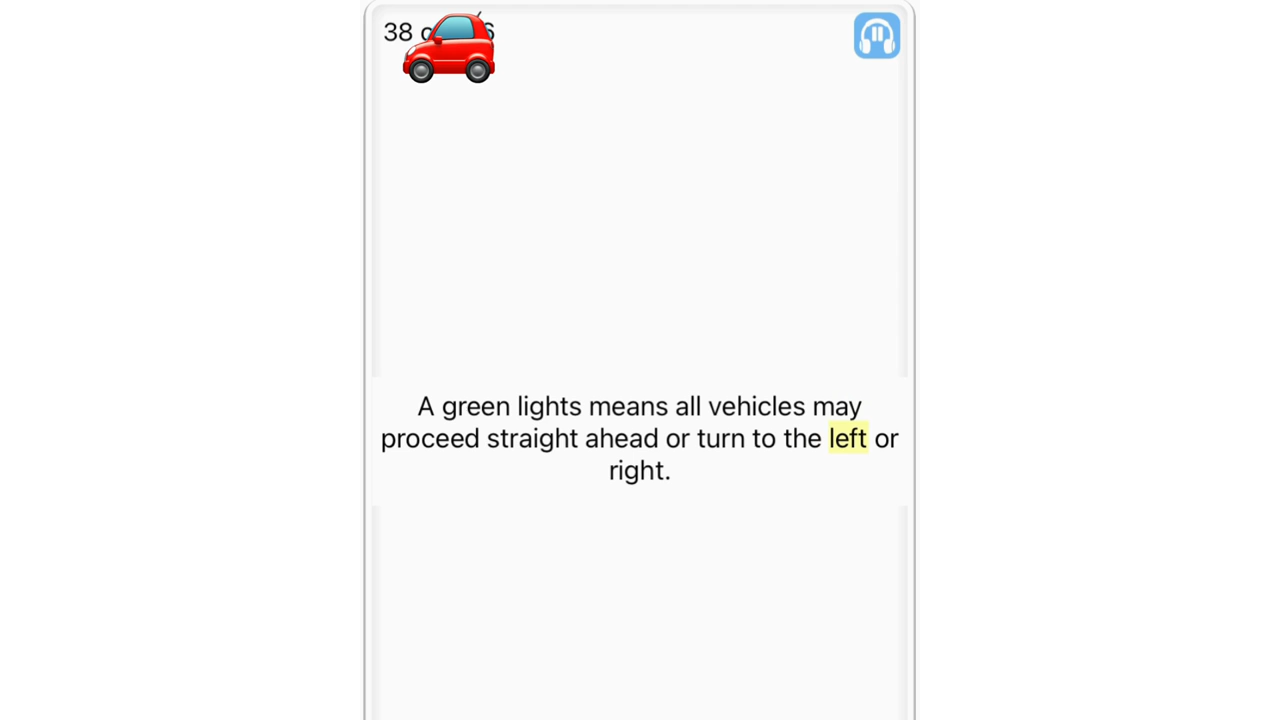 38
A green lights means all vehicles may
proceed straight ahead or turn to the left or
right.